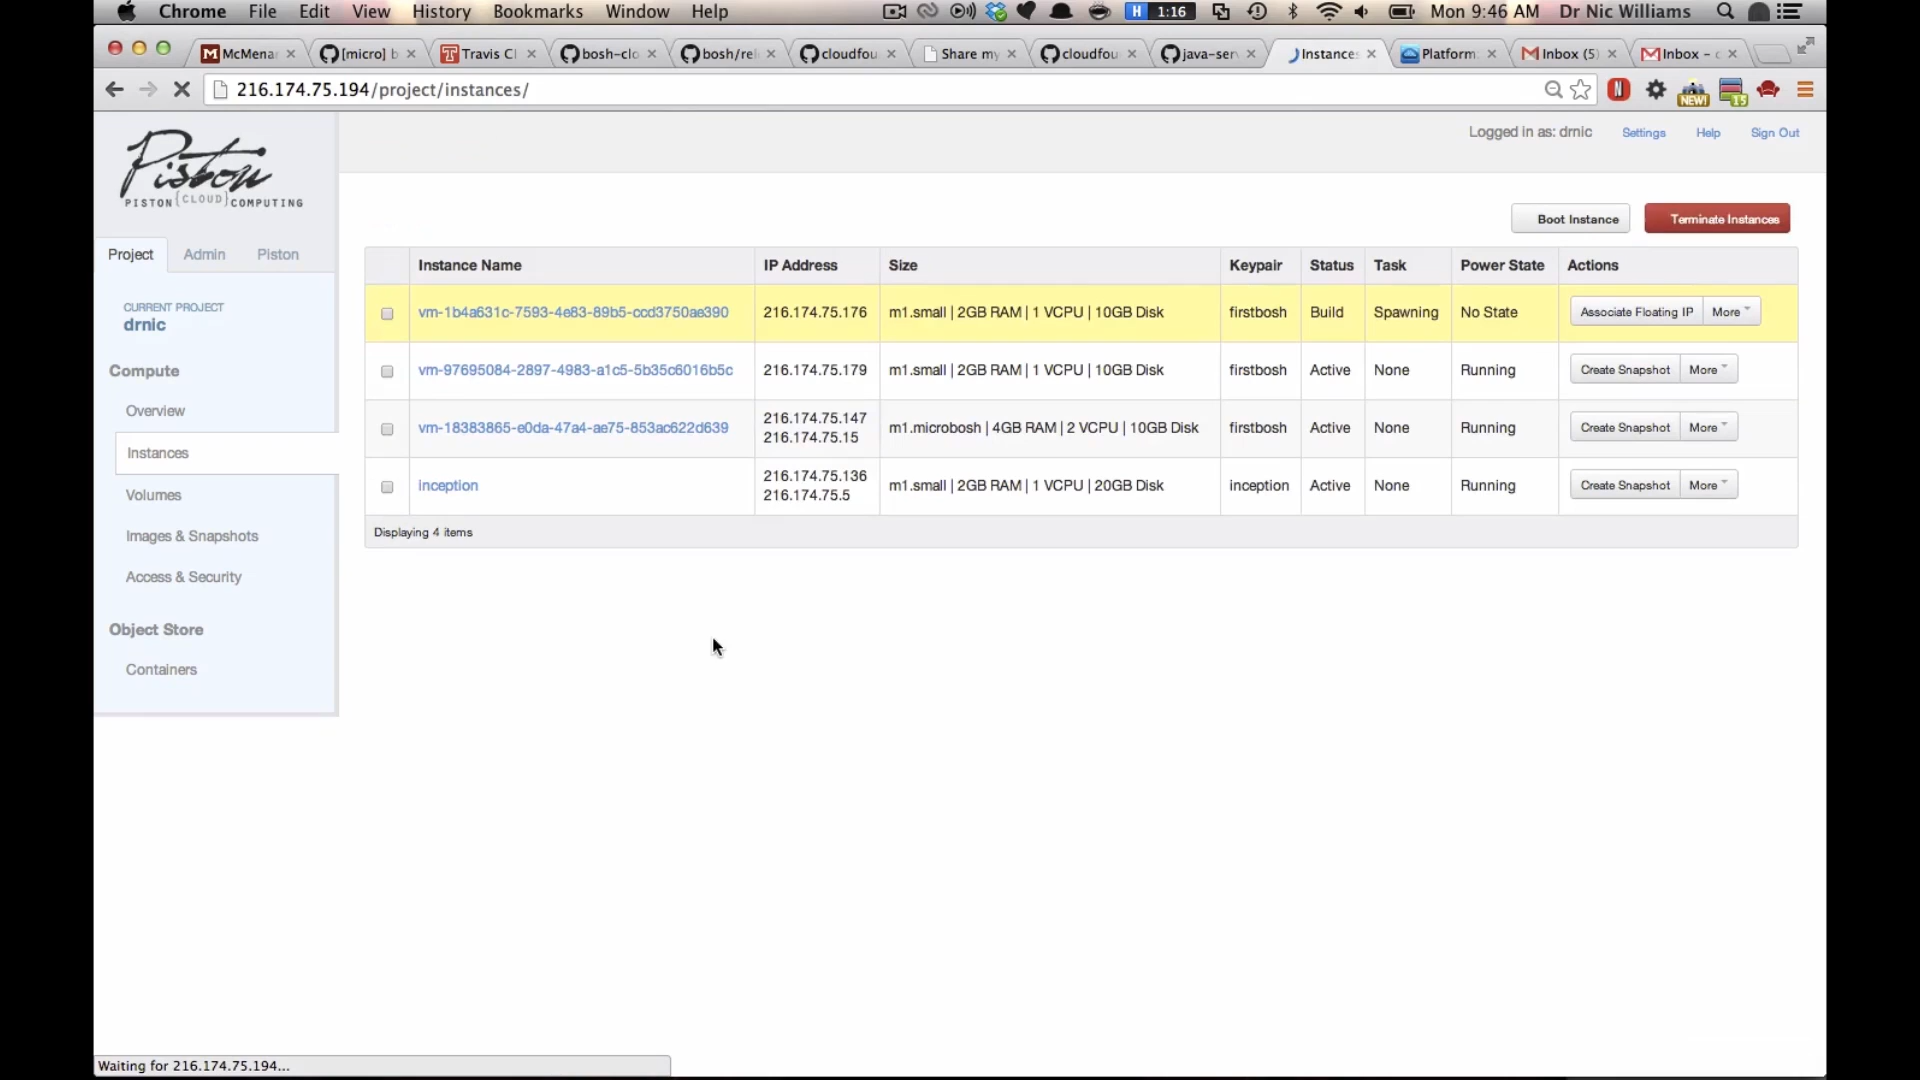 Chrome File Edit View History Bookmarks Window Help H 1:16 Mon 9:46 AM Dr Nic Williams
McMena [micro] b Travis CI bosh-clo bosh/rel cloudfou Share my cloudfou java-ser Instances Platform Inbox (5) Inbox - c
216.174.75.194/project/instances/ N NEW! 15
Logged in as: drnic Settings Help Sign Out
Piston
PISTON {CLOUD} COMPUTING
Boot Instance Terminate Instances
Project Admin Piston
CURRENT PROJECT
drnic
Compute
Overview
Instances
Volumes
Images & Snapshots
Access & Security
Object Store
Containers
Instance Name IP Address Size Keypair Status Task Power State Actions
vm-1b4a631c-7593-4e83-89b5-ccd3750ae390 216.174.75.176 m1.small | 2GB RAM | 1 VCPU | 10GB Disk firstbosh Build Spawning No State Associate Floating IP More
vm-97695084-2897-4983-a1c5-5b35c6016b5c 216.174.75.179 m1.small | 2GB RAM | 1 VCPU | 10GB Disk firstbosh Active None Running Create Snapshot More
vm-18383865-e0da-47a4-ae75-853ac622d639 216.174.75.147 216.174.75.15 m1.microbosh | 4GB RAM | 2 VCPU | 10GB Disk firstbosh Active None Running Create Snapshot More
inception 216.174.75.136 216.174.75.5 m1.small | 2GB RAM | 1 VCPU | 20GB Disk inception Active None Running Create Snapshot More
Displaying 4 items
Waiting for 216.174.75.194...